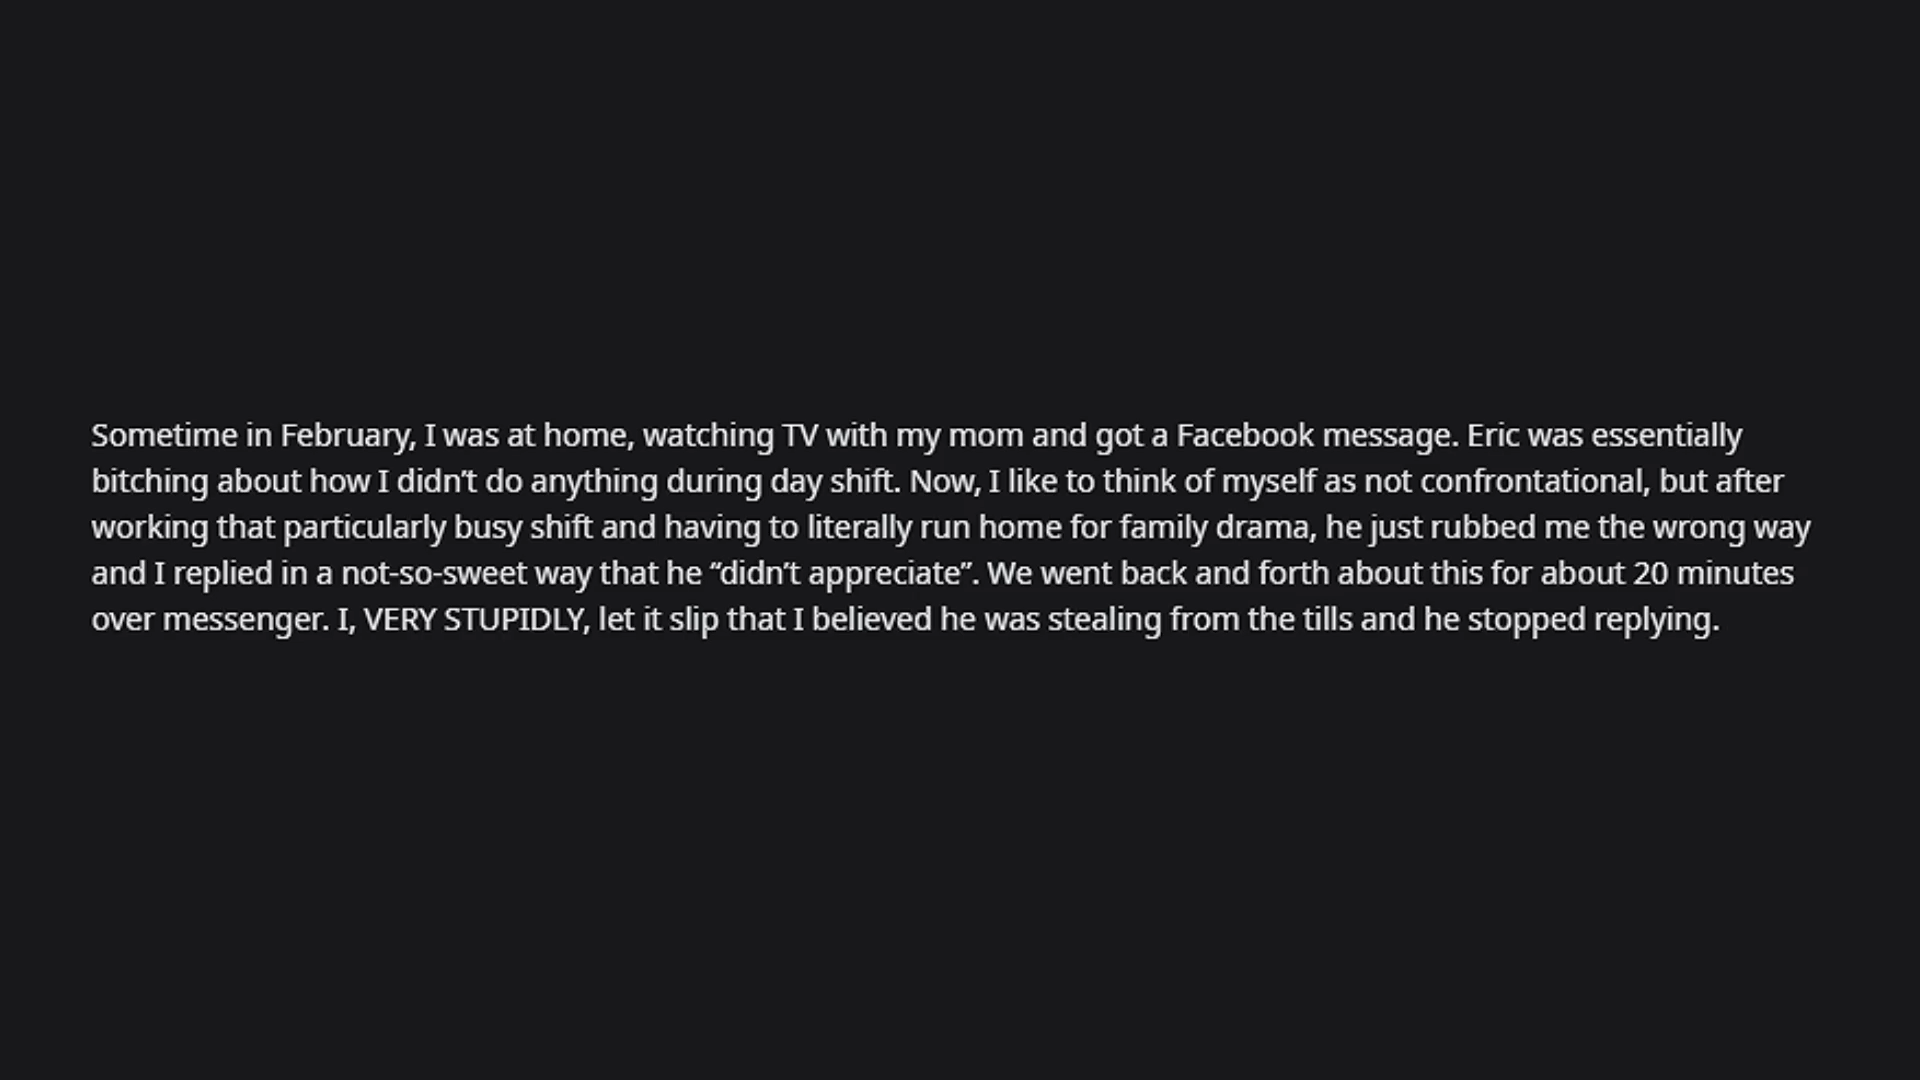 Sometime in February, I was at home, watching TV with my mom and got a Facebook message. Eric was essentially
bitching about how I didn’t do anything during day shift. Now, I like to think of myself as not confrontational, but after
working that particularly busy shift and having to literally run home for family drama, he just rubbed me the wrong way
and I replied in a not-so-sweet way that he “didn’t appreciate”. We went back and forth about this for about 20 minutes
over messenger. I, VERY STUPIDLY, let it slip that I believed he was stealing from the tills and he stopped replying.